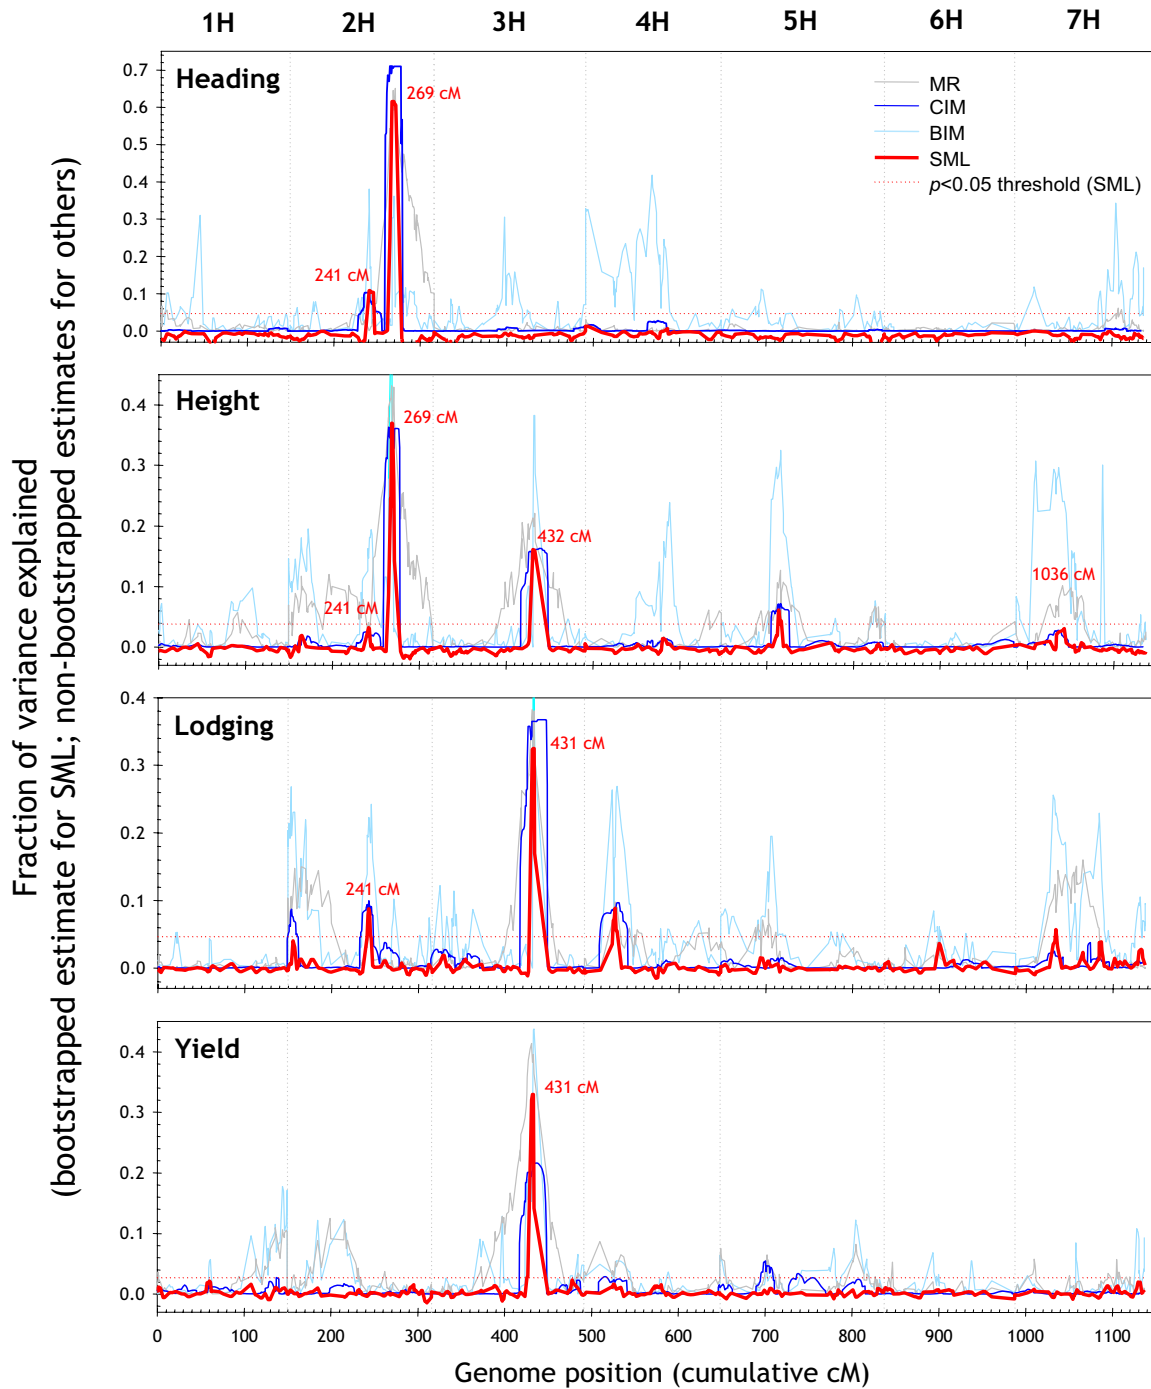 1H 2H 3H 4H 5H 6H 7H
Fraction of variance explained
(bootstrapped estimate for SML; non-bootstrapped estimates for others)
Heading
0.7
0.6
0.5
0.4
0.3
0.2
0.1
0.0
269 cM
241 cM
MR
CIM
BIM
SML
p<0.05 threshold (SML)
Height
0.4
0.3
0.2
0.1
0.0
269 cM
432 cM
241 cM
1036 cM
Lodging
0.4
0.3
0.2
0.1
0.0
431 cM
241 cM
Yield
0.4
0.3
0.2
0.1
0.0
431 cM
0 100 200 300 400 500 600 700 800 900 1000 1100
Genome position (cumulative cM)